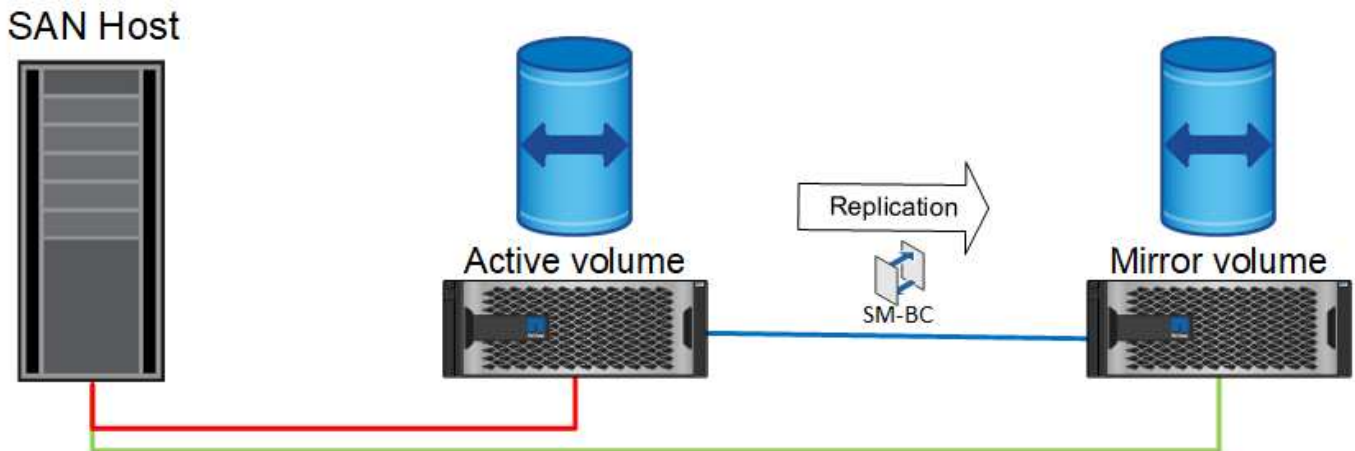 SAN Host
Replication
Active volume
Mirror volume
SM-BC